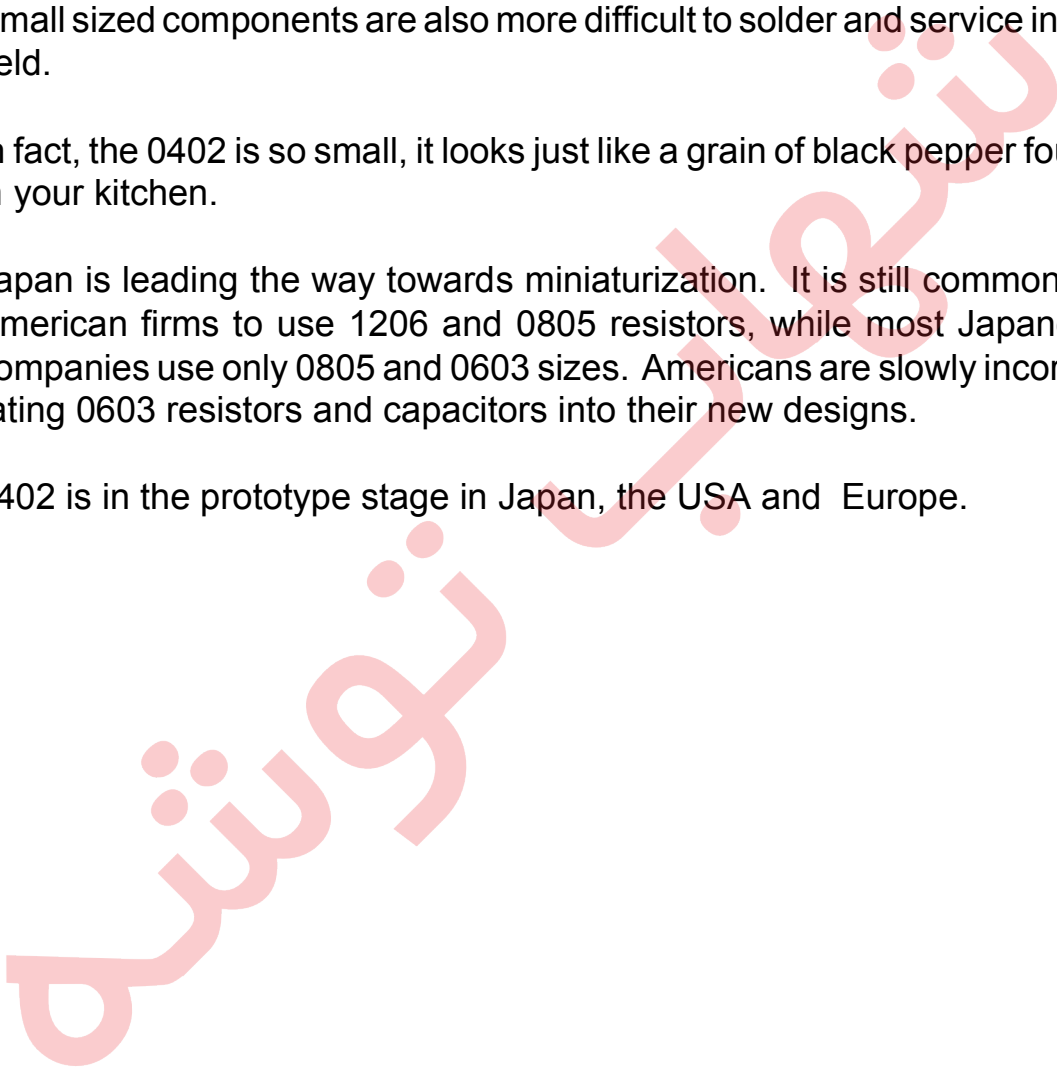 mall sized components are also more difficult to solder and service in
eld.
n fact, the 0402 is so small, it looks just like a grain of black pepper fou
n your kitchen.
apan is leading the way towards miniaturization. It is still common
merican firms to use 1206 and 0805 resistors, while most Japan
ompanies use only 0805 and 0603 sizes. Americans are slowly incor
ating 0603 resistors and capacitors into their new designs.
402 is in the prototype stage in Japan, the USA and Europe.
شهاب توشه